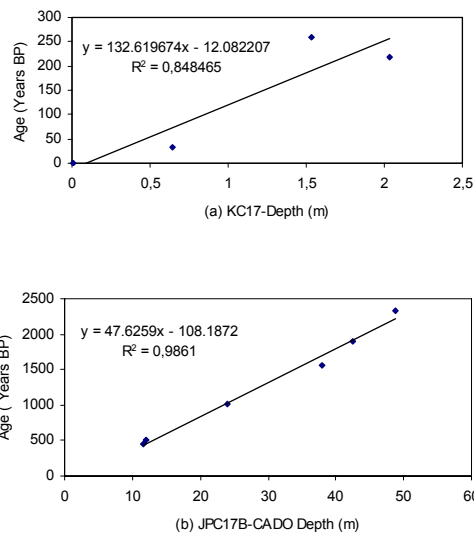 300
250
200
150
100
50
0
y = 132.619674x - 12.082207
R² = 0,848465
Age (Years BP)
0 0,5 1 1,5 2 2,5
(a) KC17-Depth (m)
2500
2000
1500
1000
500
0
y = 47.6259x - 108.1872
R² = 0,9861
Age ( Years BP)
0 10 20 30 40 50 60
(b) JPC17B-CADO Depth (m)